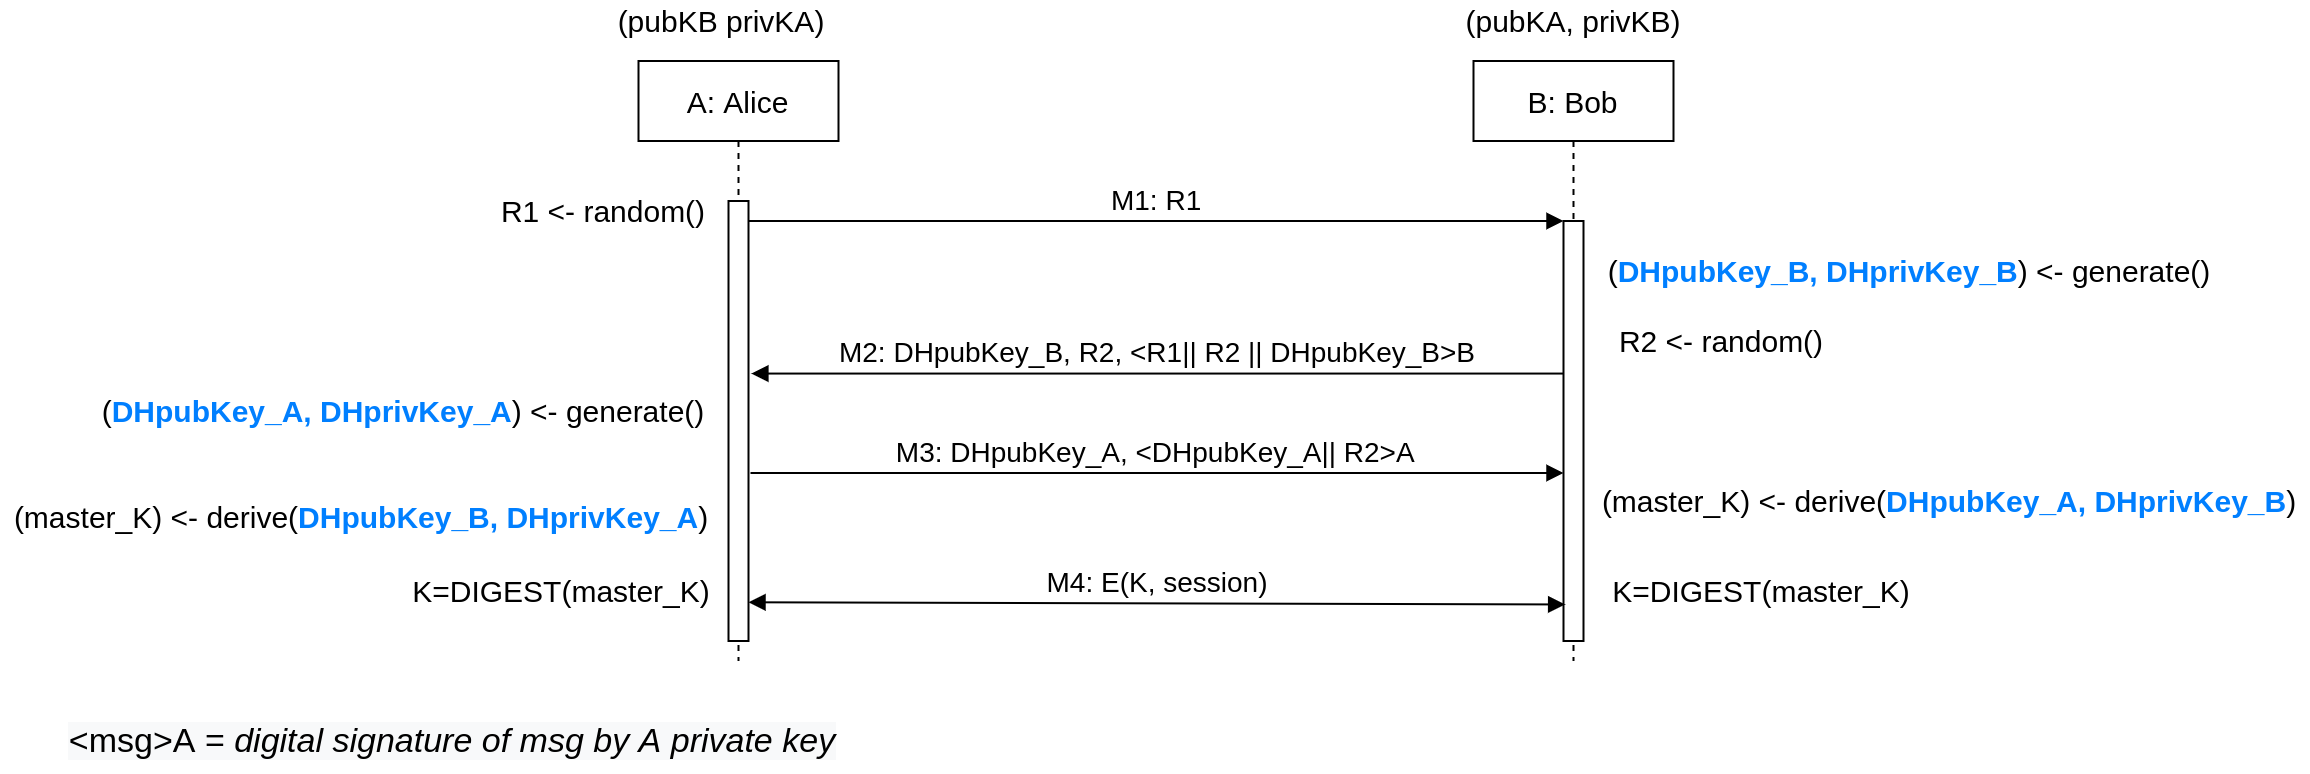 (pubKB privKA)
(pubKA, privKB)
A: Alice
B: Bob
R1 <- random()
M1: R1
(DHpubKey_B, DHprivKey_B) <- generate()
R2 <- random()
M2: DHpubKey_B, R2, <R1|| R2 || DHpubKey_B>B
(DHpubKey_A, DHprivKey_A) <- generate()
M3: DHpubKey_A, <DHpubKey_A|| R2>A
(master_K) <- derive(DHpubKey_B, DHprivKey_A)
(master_K) <- derive(DHpubKey_A, DHprivKey_B)
K=DIGEST(master_K)
M4: E(K, session)
K=DIGEST(master_K)
<msg>A = digital signature of msg by A private key